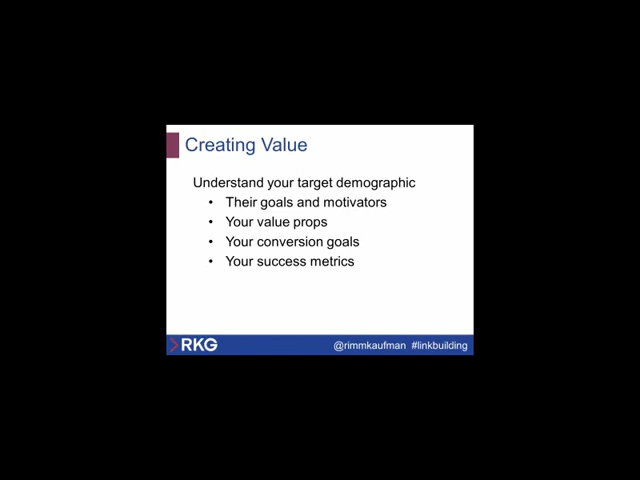 Creating Value
Understand your target demographic
• Their goals and motivators
• Your value props
• Your conversion goals
• Your success metrics
RKG
@rimmkaufman #linkbuilding